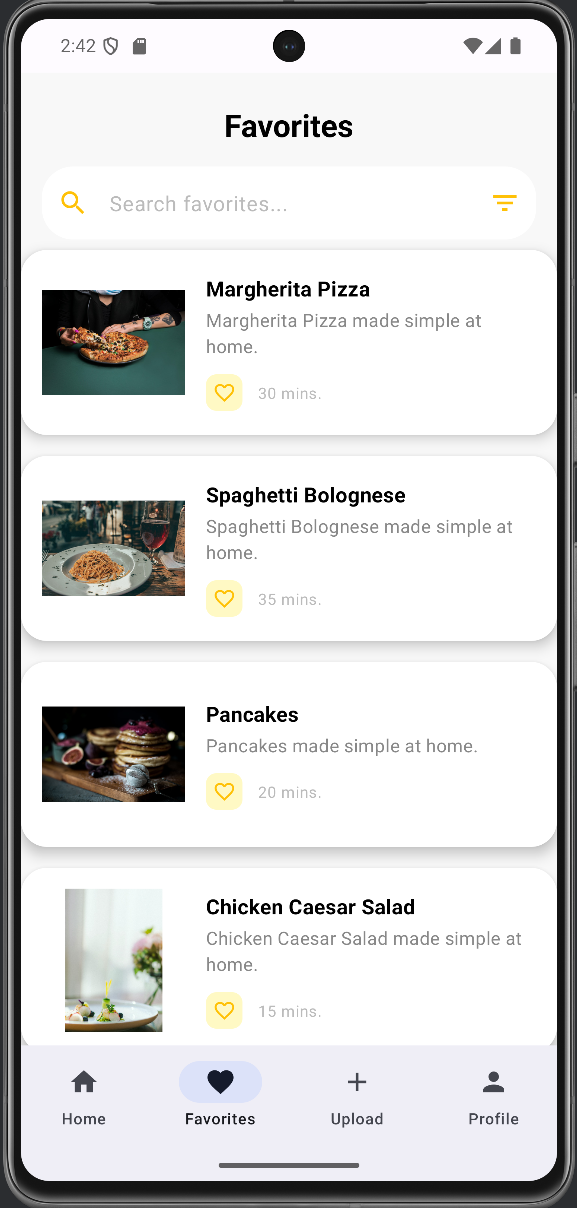 2:42
Favorites
Search favorites...
Margherita Pizza
Margherita Pizza made simple at
home.
30 mins.
Spaghetti Bolognese
Spaghetti Bolognese made simple at
home.
35 mins.
Pancakes
Pancakes made simple at home.
20 mins.
Chicken Caesar Salad
Chicken Caesar Salad made simple at
home.
15 mins.
Home
Favorites
Upload
Profile